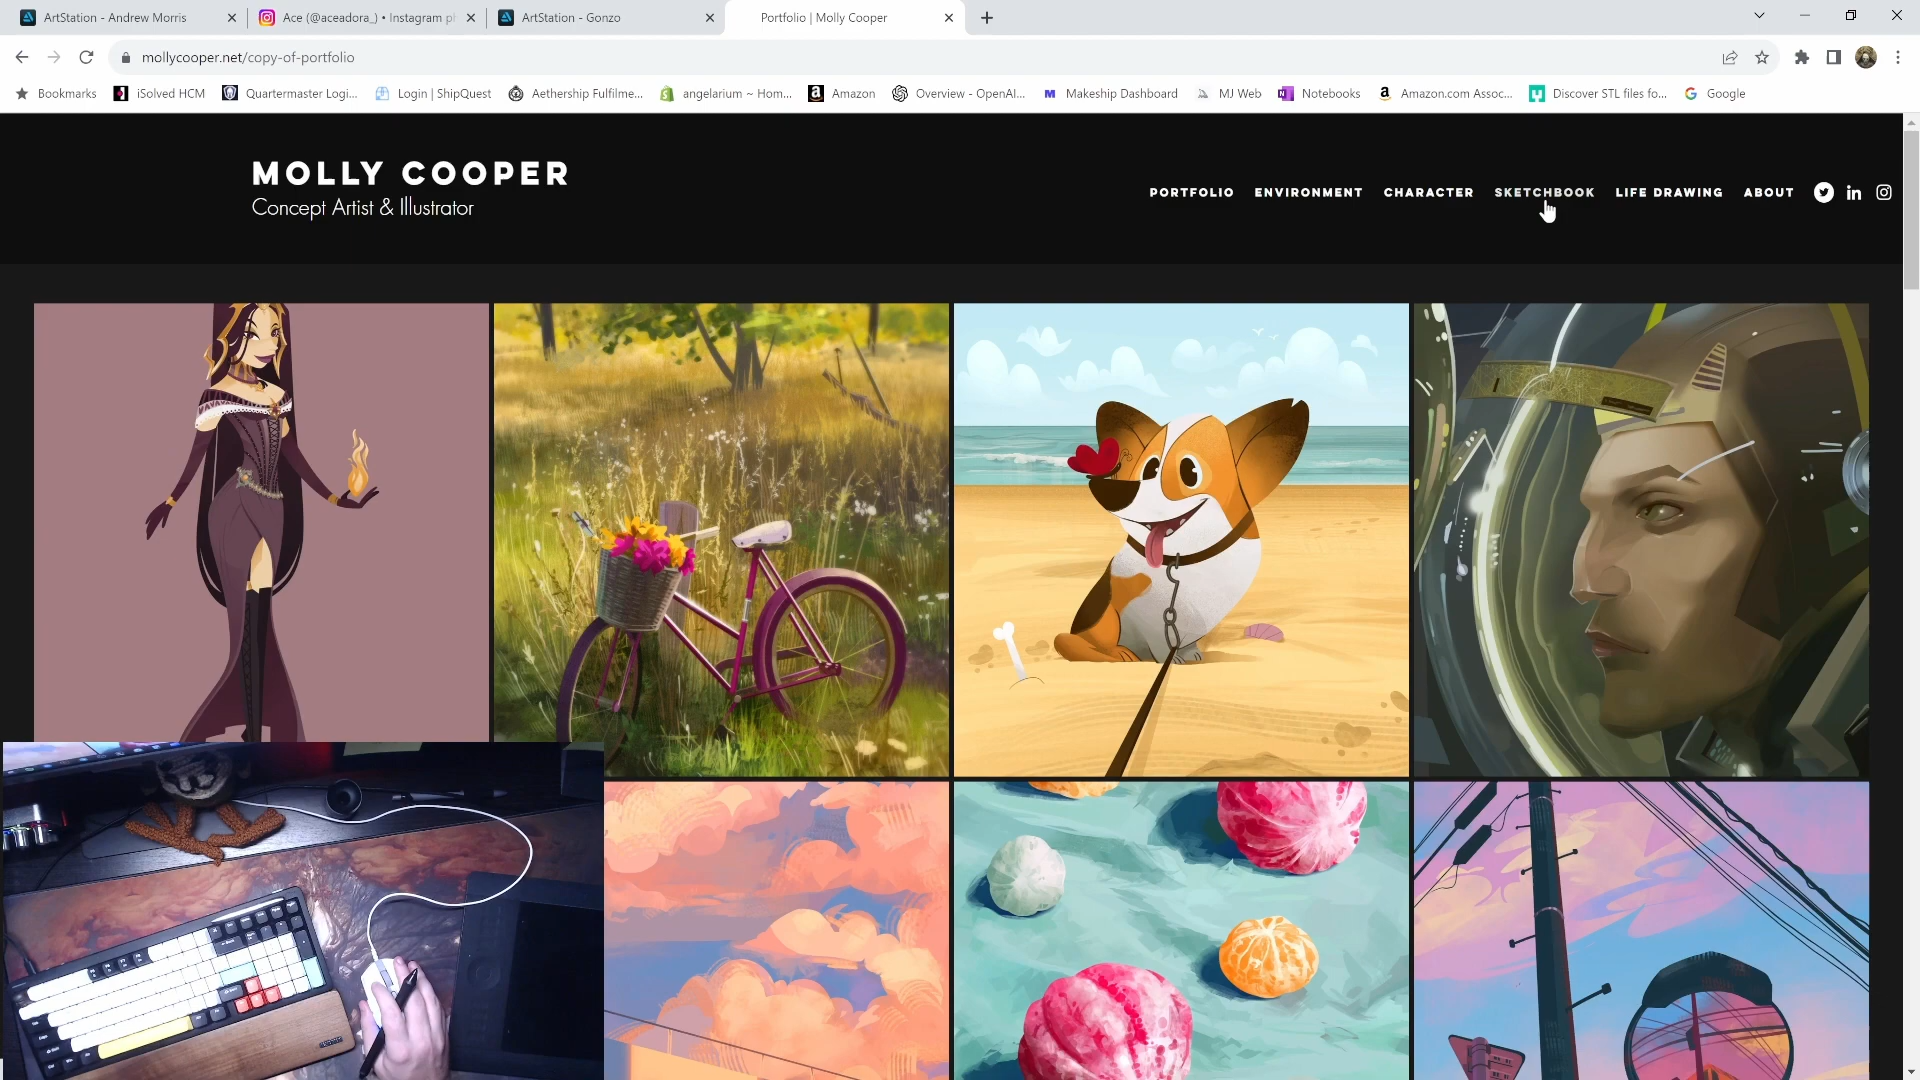 ArtStation - Andrew Morris
Ace (@aceadora_) • Instagram ph
ArtStation - Gonzo
Portfolio | Molly Cooper
mollycooper.net/copy-of-portfolio
Bookmarks
iSolved HCM
Quartermaster Logi...
Login | ShipQuest
Aethership Fulfilme...
angelarium ~ Hom...
Amazon
Overview - OpenAI...
Makeship Dashboard
MJ Web
Notebooks
Amazon.com Assoc...
Discover STL files fo...
Google
MOLLY COOPER
Concept Artist & Illustrator
PORTFOLIO
ENVIRONMENT
CHARACTER
SKETCHBOOK
LIFE DRAWING
ABOUT